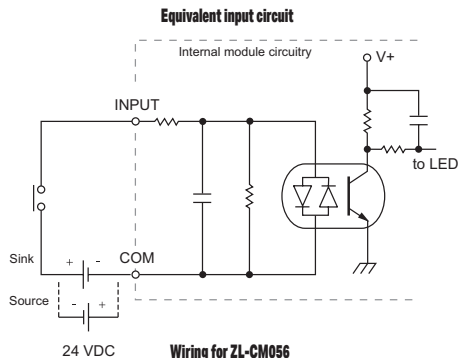 Equivalent input circuit
Internal module circuitry
V+
INPUT
to LED
Sink
+ -
COM
Source
- +
24 VDC
Wiring for ZL-CM056